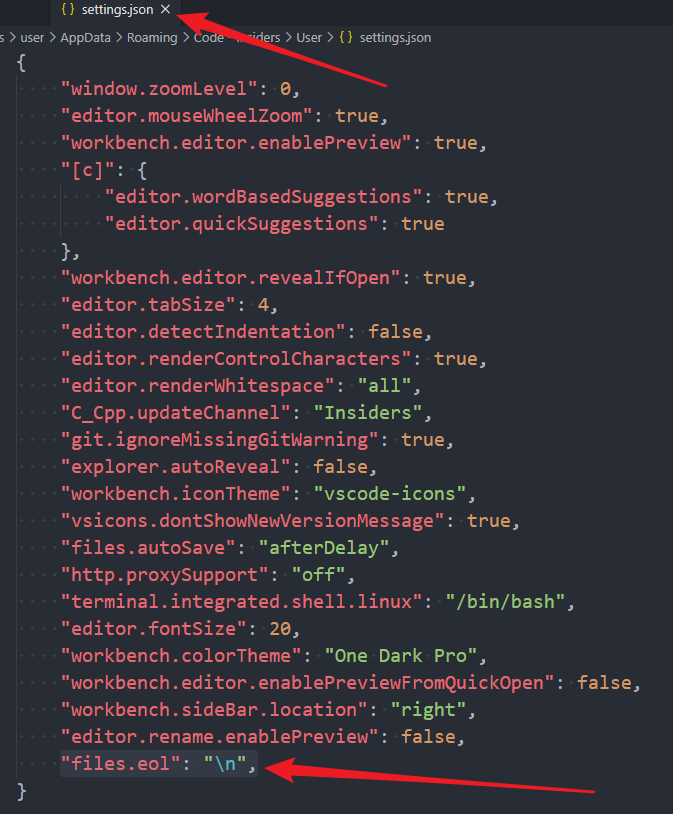 { } settings.json ×
s > user > AppData > Roaming > Code - Insiders > User > { } settings.json
{
    "window.zoomLevel": 0,
    "editor.mouseWheelZoom": true,
    "workbench.editor.enablePreview": true,
    "[c]": {
        "editor.wordBasedSuggestions": true,
        "editor.quickSuggestions": true
    },
    "workbench.editor.revealIfOpen": true,
    "editor.tabSize": 4,
    "editor.detectIndentation": false,
    "editor.renderControlCharacters": true,
    "editor.renderWhitespace": "all",
    "C_Cpp.updateChannel": "Insiders",
    "git.ignoreMissingGitWarning": true,
    "explorer.autoReveal": false,
    "workbench.iconTheme": "vscode-icons",
    "vsicons.dontShowNewVersionMessage": true,
    "files.autoSave": "afterDelay",
    "http.proxySupport": "off",
    "terminal.integrated.shell.linux": "/bin/bash",
    "editor.fontSize": 20,
    "workbench.colorTheme": "One Dark Pro",
    "workbench.editor.enablePreviewFromQuickOpen": false,
    "workbench.sideBar.location": "right",
    "editor.rename.enablePreview": false,
    "files.eol": "\n",
}